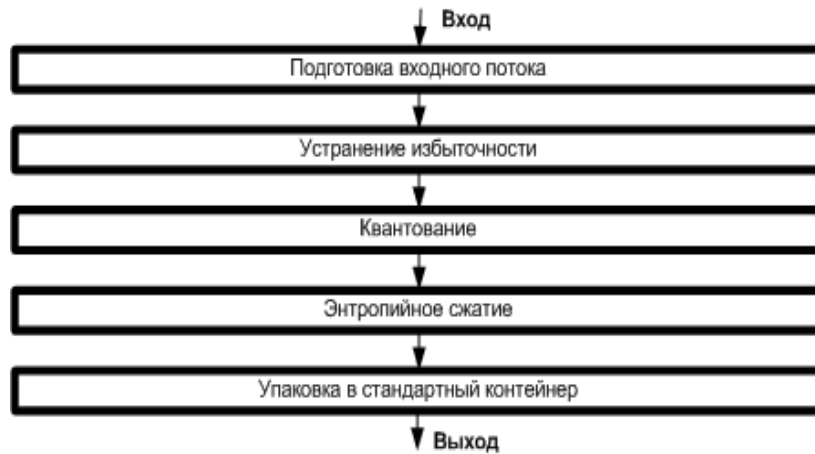 Вход
Подготовка входного потока
Устранение избыточности
Квантование
Энтропийное сжатие
Упаковка в стандартный контейнер
Выход